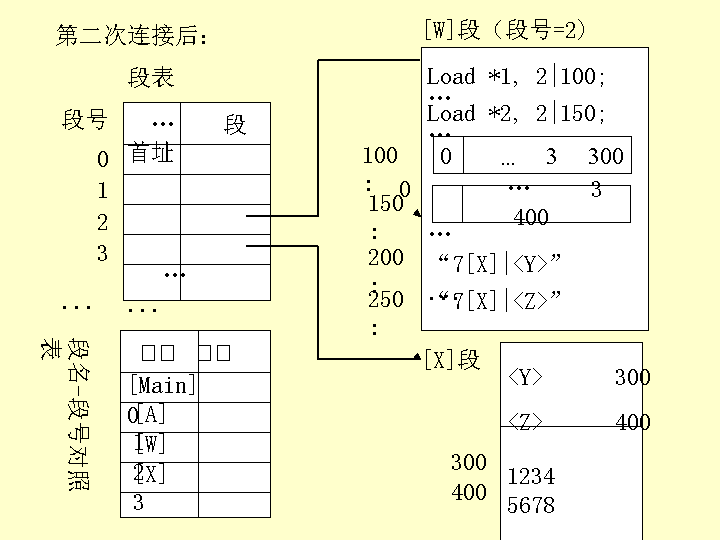 第二次连接后：
段表
段号
… 段
首址
0
1
2
3
…
... ...
段名-段号对照
表
□□ □□
[Main]
0
[A]
1
[W]
2
[X]
3
[W]段（段号=2）
Load *1, 2|100;
…
Load *2, 2|150;
…
100
:
0 … 3 300
150
:
0
… 3
400
…
200
:
“7[X]|<Y>”
…
250
:
“7[X]|<Z>”
[X]段
<Y> 300
<Z> 400
300
1234
400
5678